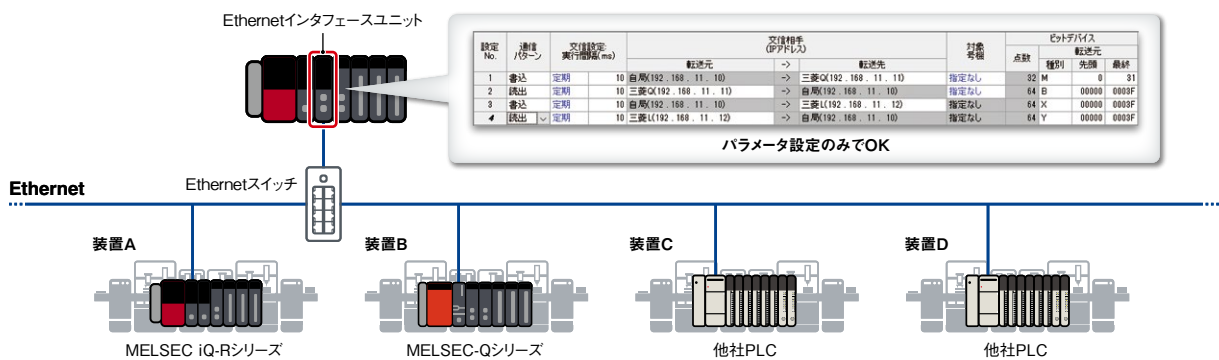 Ethernetインタフェースユニット
設定No. 通信パターン 交信設定:実行間隔(ms) 交信相手(IPアドレス) 対象号機 ビットデバイス
転送元 -> 転送先 点数 転送元
種別 先頭 最終
1 書込 定期 10 自局(192 . 168 . 11 . 10) -> 三菱Q(192 . 168 . 11 . 11) 指定なし 32 M 0 31
2 読出 定期 10 三菱Q(192 . 168 . 11 . 11) -> 自局(192 . 168 . 11 . 10) 指定なし 64 B 00000 0003F
3 書込 定期 10 自局(192 . 168 . 11 . 10) -> 三菱L(192 . 168 . 11 . 12) 指定なし 64 X 00000 0003F
4 読出 定期 10 三菱L(192 . 168 . 11 . 12) -> 自局(192 . 168 . 11 . 10) 指定なし 64 Y 00000 0003F
パラメータ設定のみでOK
Ethernetスイッチ
Ethernet
装置A 装置B 装置C 装置D
MELSEC iQ-Rシリーズ MELSEC-Qシリーズ 他社PLC 他社PLC